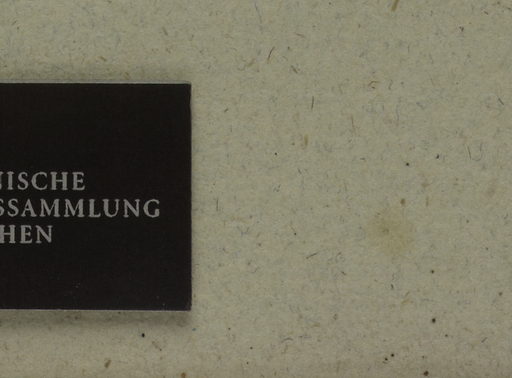 NISCHE
SSAMMLUNG
HEN